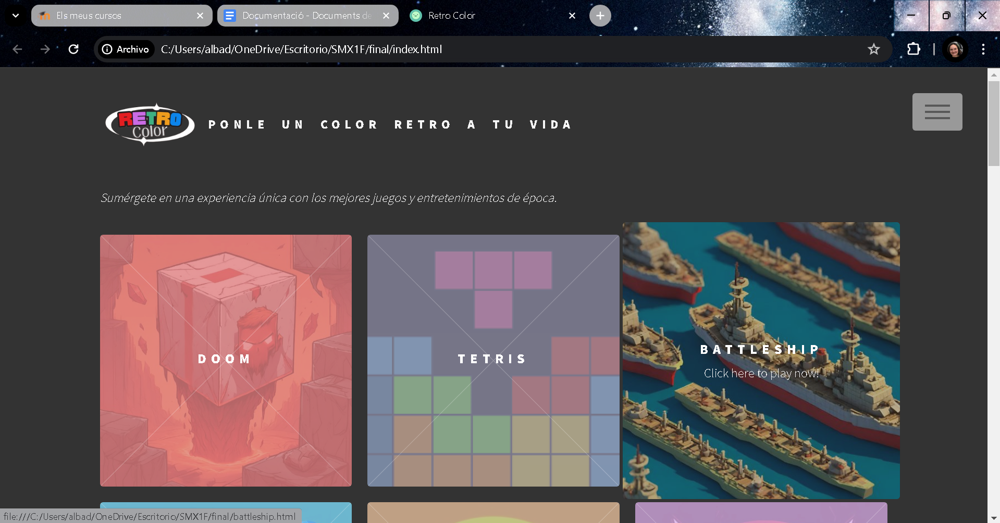 Els meus cursos
Documentació - Documents de
Retro Color
Archivo
C:/Users/albad/OneDrive/Escritorio/SMX1F/final/index.html
RETRO
Color
PONLE UN COLOR RETRO A TU VIDA
Sumérgete en una experiencia única con los mejores juegos y entretenimientos de época.
DOOM
TETRIS
BATTLESHIP
Click here to play now!
file:///C:/Users/albad/OneDrive/Escritorio/SMX1F/final/battleship.html